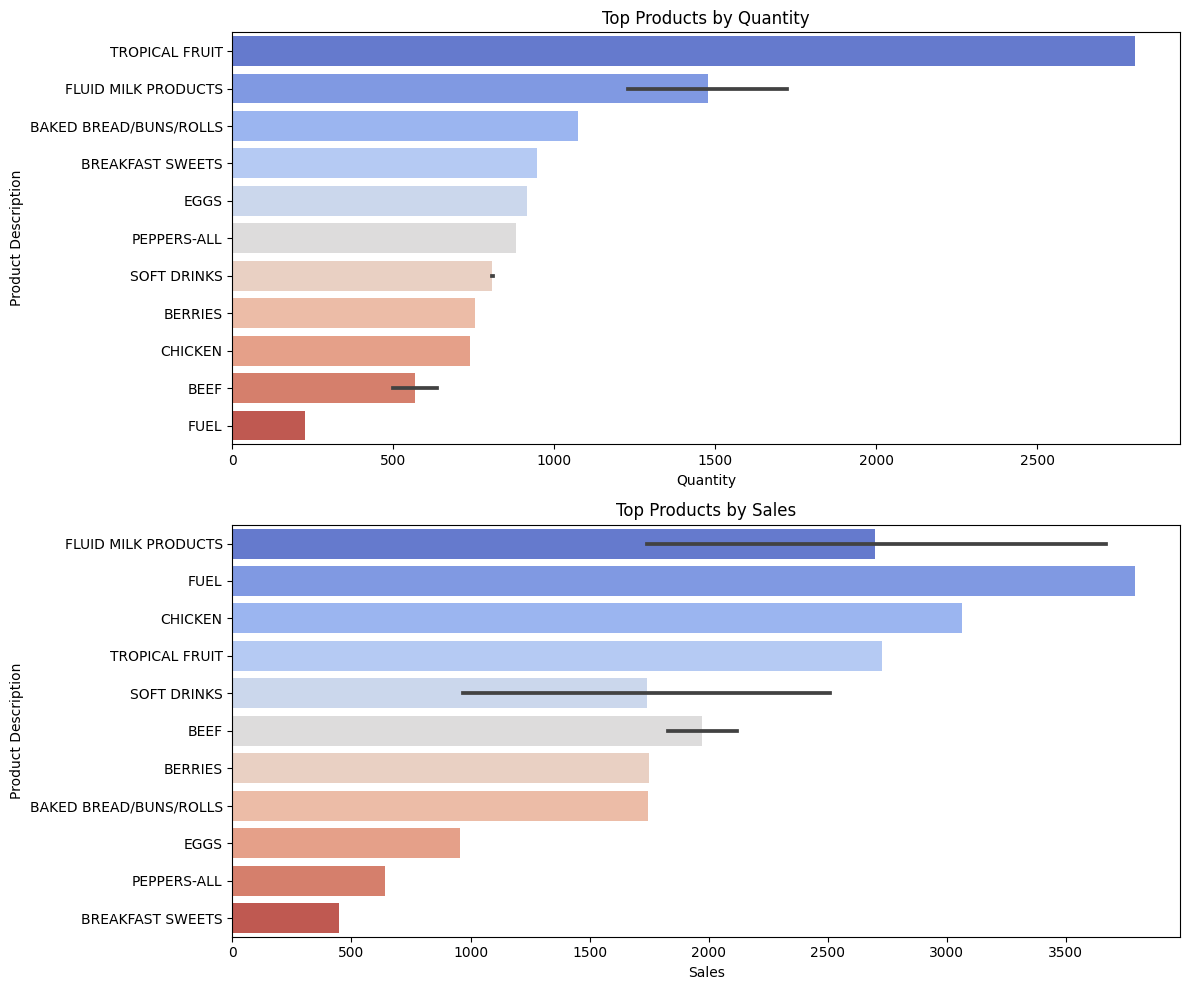 Top Products by Quantity
Product Description
TROPICAL FRUIT
FLUID MILK PRODUCTS
BAKED BREAD/BUNS/ROLLS
BREAKFAST SWEETS
EGGS
PEPPERS-ALL
SOFT DRINKS
BERRIES
CHICKEN
BEEF
FUEL
0 500 1000 1500 2000 2500
Quantity
Top Products by Sales
Product Description
FLUID MILK PRODUCTS
FUEL
CHICKEN
TROPICAL FRUIT
SOFT DRINKS
BEEF
BERRIES
BAKED BREAD/BUNS/ROLLS
EGGS
PEPPERS-ALL
BREAKFAST SWEETS
0 500 1000 1500 2000 2500 3000 3500
Sales